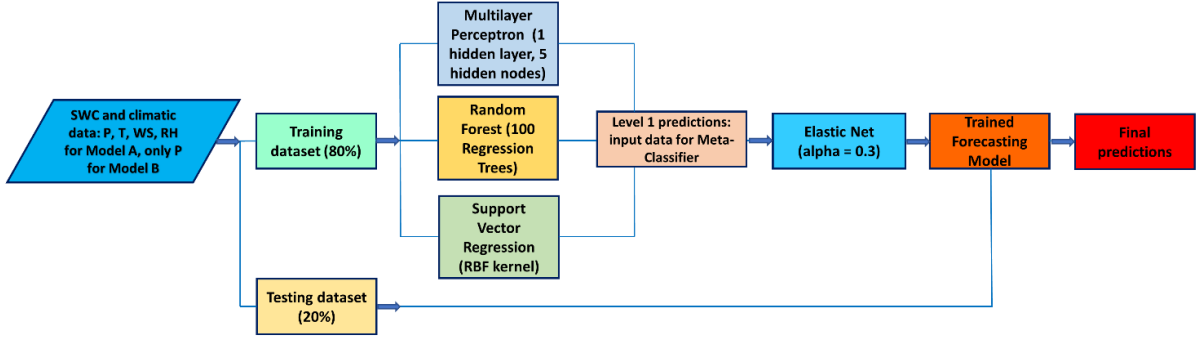 SWC and climatic
data: P, T, WS, RH
for Model A, only P
for Model B
Training
dataset (80%)
Multilayer
Perceptron (1
hidden layer, 5
hidden nodes)
Random
Forest (100
Regression
Trees)
Support
Vector
Regression
(RBF kernel)
Level 1 predictions:
input data for Meta-
Classifier
Elastic Net
(alpha = 0.3)
Trained
Forecasting
Model
Final
predictions
Testing dataset
(20%)